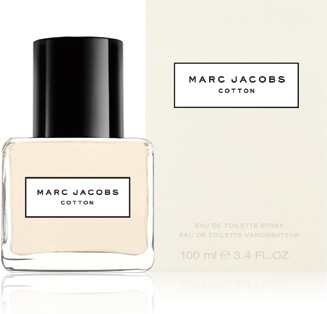 MARC JACOBS
COTTON
MARC JACOBS
COTTON
EAU DE TOILETTE SPRAY
EAU DE TOILETTE VAPORISATEUR
100 ml ℮ 3.4 FL.OZ.